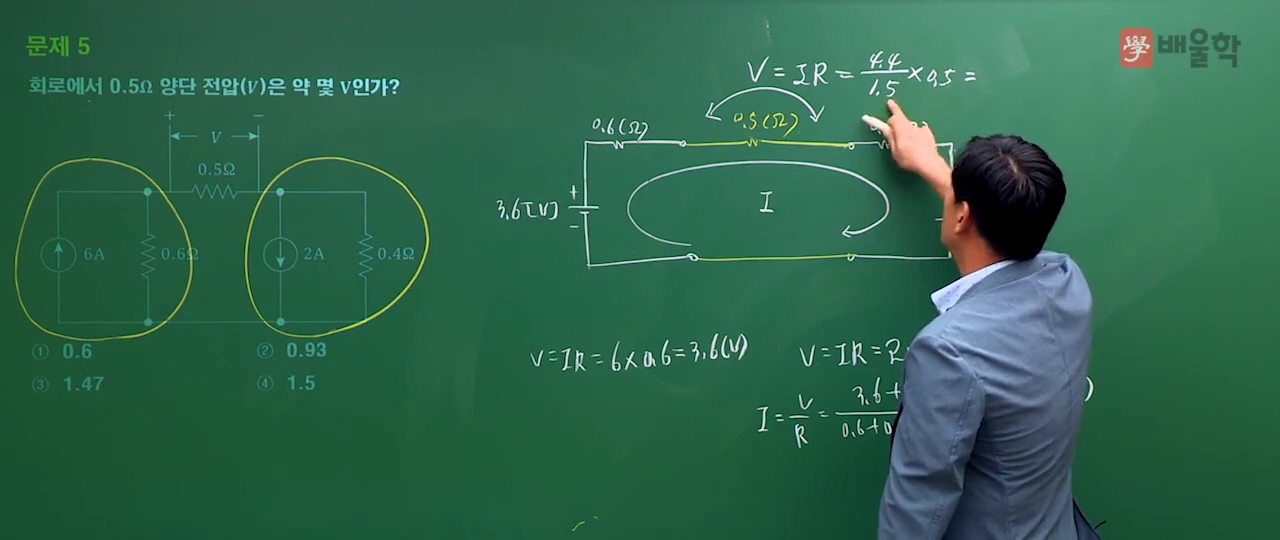 문제 5
學 배울학
회로에서 0.5Ω 양단 전압(V)은 약 몇 V인가?
V = IR = 4.4/1.5 × 0.5 =
+ −
V
0.5Ω
6A
0.6Ω
2A
0.4Ω
0.6(Ω)
0.5(Ω)
3.6[V]
+
−
I
① 0.6
② 0.93
③ 1.47
④ 1.5
V=IR=6×0.6=3.6(V)
V=IR=2
I = V/R = 3.6+ / 0.6+0